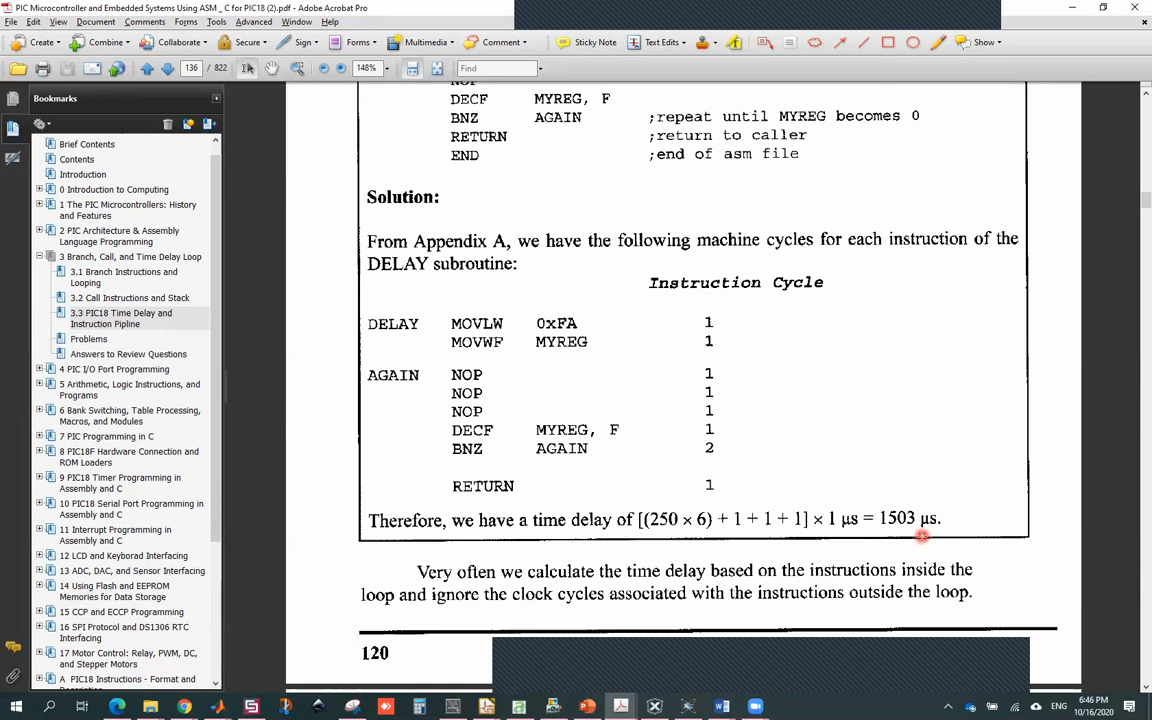 PIC Microcontroller and Embedded Systems Using ASM _ C for PIC18 (2).pdf - Adobe Acrobat Pro
File Edit View Document Comments Forms Tools Advanced Window Help
Create Combine Collaborate Secure Sign Forms Multimedia Comment Sticky Note Text Edits Show
136 / 822 148% Find
Bookmarks
Brief Contents
Contents
Introduction
0 Introduction to Computing
1 The PIC Microcontrollers: History
and Features
2 PIC Architecture & Assembly
Language Programming
3 Branch, Call, and Time Delay Loop
3.1 Branch Instructions and
Looping
3.2 Call Instructions and Stack
3.3 PIC18 Time Delay and
Instruction Pipline
Problems
Answers to Review Questions
4 PIC I/O Port Programming
5 Arithmetic, Logic Instructions, and
Programs
6 Bank Switching, Table Processing,
Macros, and Modules
7 PIC Programming in C
8 PIC18F Hardware Connection and
ROM Loaders
9 PIC18 Timer Programming in
Assembly and C
10 PIC18 Serial Port Programming in
Assembly and C
11 Interrupt Programming in
Assembly and C
12 LCD and Keyborad Interfacing
13 ADC, DAC, and Sensor Interfacing
14 Using Flash and EEPROM
Memories for Data Storage
15 CCP and ECCP Programming
16 SPI Protocol and DS1306 RTC
Interfacing
17 Motor Control: Relay, PWM, DC,
and Stepper Motors
A PIC18 Instructions - Format and
NOP
DECF MYREG, F
BNZ AGAIN ;repeat until MYREG becomes 0
RETURN ;return to caller
END ;end of asm file
Solution:
From Appendix A, we have the following machine cycles for each instruction of the
DELAY subroutine:
Instruction Cycle
DELAY MOVLW 0xFA 1
MOVWF MYREG 1
AGAIN NOP 1
NOP 1
NOP 1
DECF MYREG, F 1
BNZ AGAIN 2
RETURN 1
Therefore, we have a time delay of [(250 × 6) + 1 + 1 + 1] × 1 µs = 1503 µs.
Very often we calculate the time delay based on the instructions inside the
loop and ignore the clock cycles associated with the instructions outside the loop.
120
ENG
6:46 PM
10/16/2020